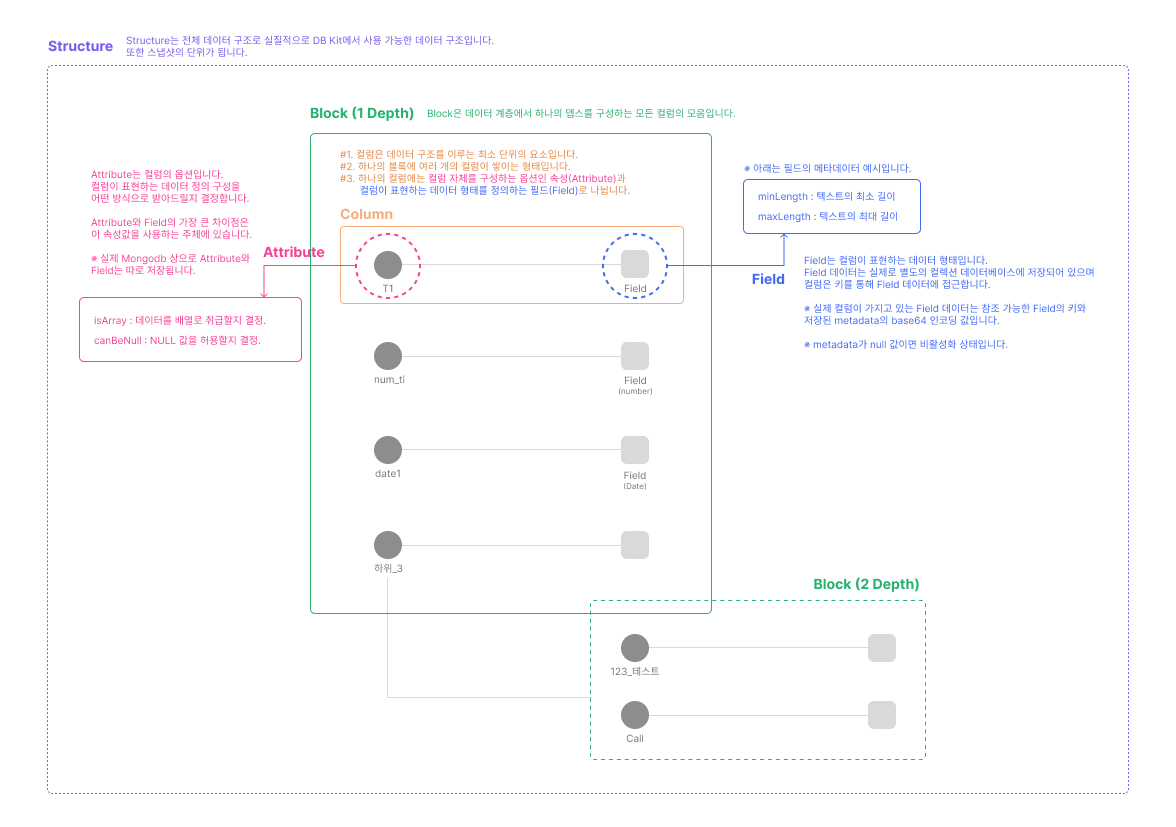 Structure
Structure는 전체 데이터 구조로 실질적으로 DB Kit에서 사용 가능한 데이터 구조입니다.
또한 스냅샷의 단위가 됩니다.
Block (1 Depth)
Block은 데이터 계층에서 하나의 뎁스를 구성하는 모든 컬럼의 모음입니다.
#1. 컬럼은 데이터 구조를 이루는 최소 단위의 요소입니다.
#2. 하나의 블록에 여러 개의 컬럼이 쌓이는 형태입니다.
#3. 하나의 컬럼에는 컬럼 자체를 구성하는 옵션인 속성(Attribute)과
컬럼이 표현하는 데이터 형태를 정의하는 필드(Field)로 나뉩니다.
Attribute는 컬럼의 옵션입니다.
컬럼이 표현하는 데이터 정의 구성을
어떤 방식으로 받아드릴지 결정합니다.
Attribute와 Field의 가장 큰 차이점은
이 속성값을 사용하는 주체에 있습니다.
※ 실제 Mongodb 상으로 Attribute와
Field는 따로 저장됩니다.
Attribute
isArray : 데이터를 배열로 취급할지 결정.
canBeNull : NULL 값을 허용할지 결정.
Column
T1
Field
num_ti
Field
(number)
date1
Field
(Date)
하위_3
※ 아래는 필드의 메타데이터 예시입니다.
minLength : 텍스트의 최소 길이
maxLength : 텍스트의 최대 길이
Field
Field는 컬럼이 표현하는 데이터 형태입니다.
Field 데이터는 실제로 별도의 컬렉션 데이터베이스에 저장되어 있으며
컬럼은 키를 통해 Field 데이터에 접근합니다.
※ 실제 컬럼이 가지고 있는 Field 데이터는 참조 가능한 Field의 키와
저장된 metadata의 base64 인코딩 값입니다.
※ metadata가 null 값이면 비활성화 상태입니다.
Block (2 Depth)
123_테스트
Call